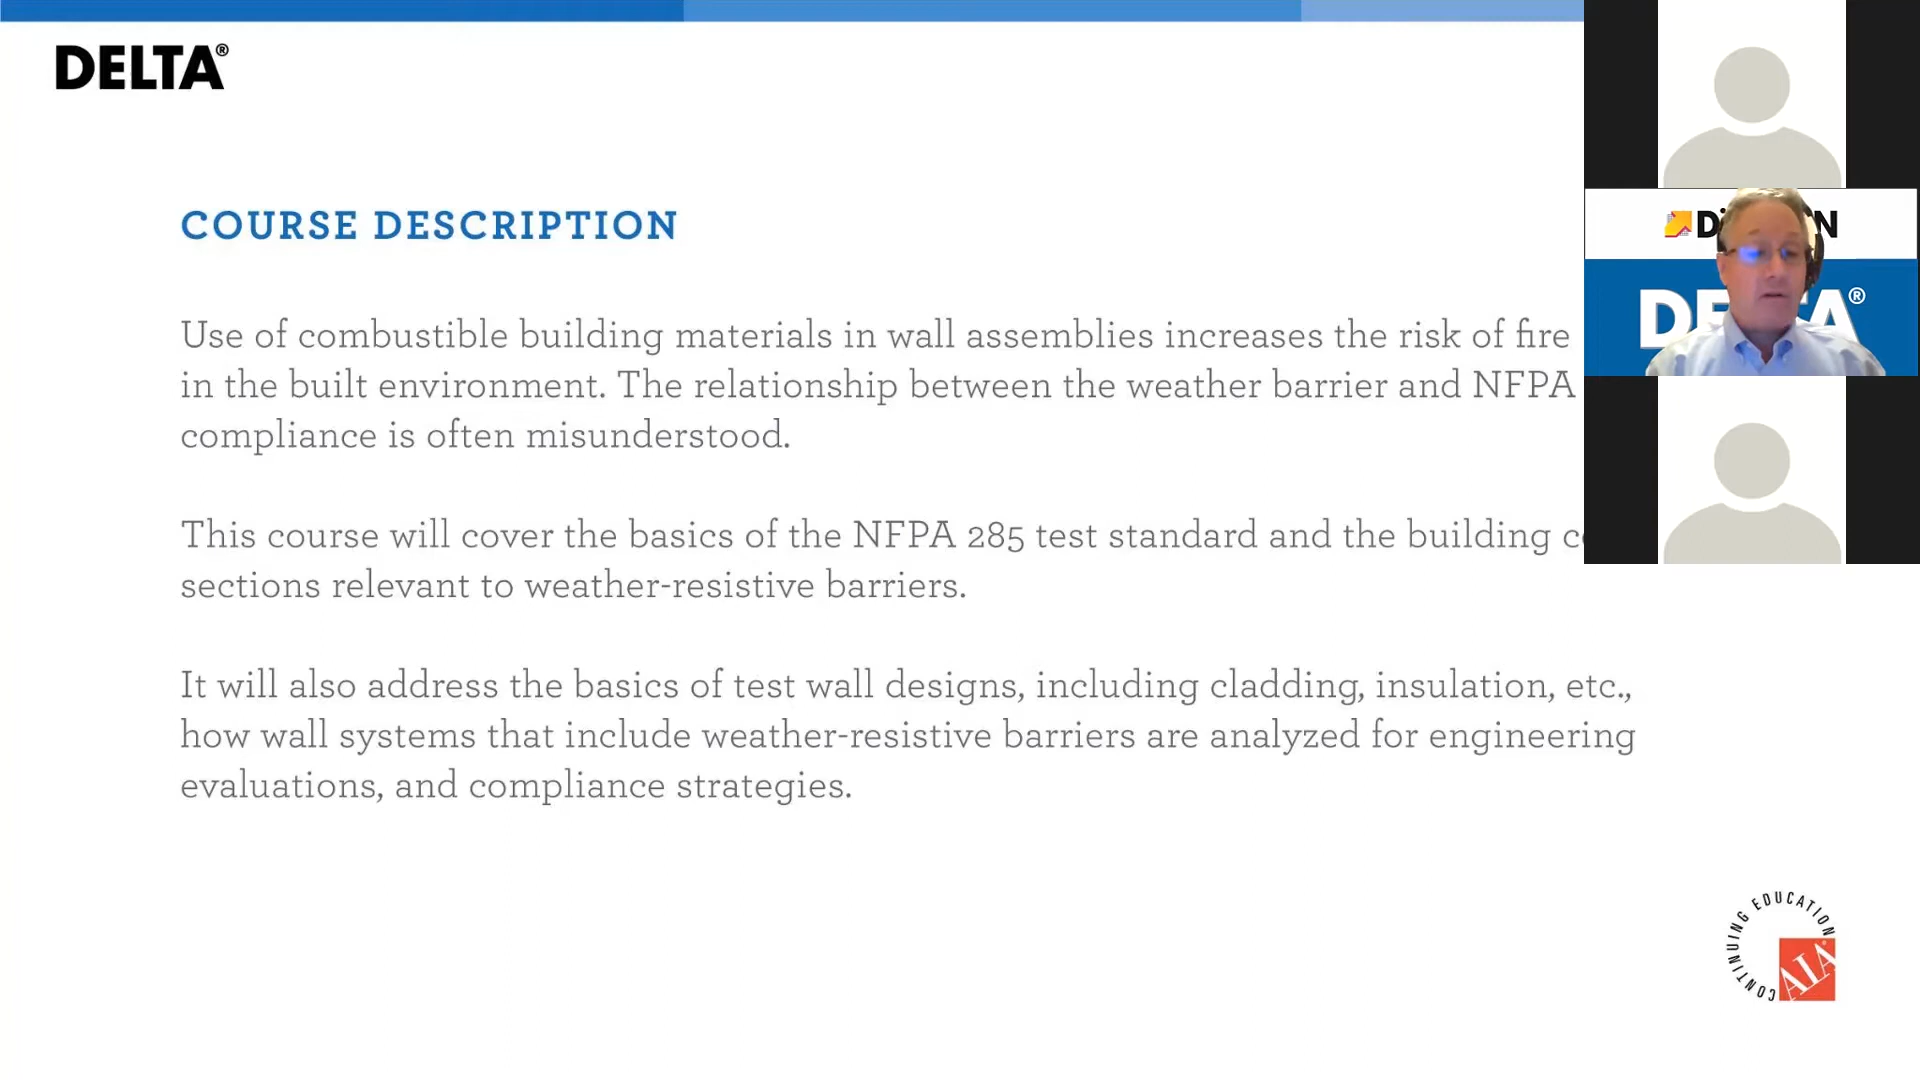 DELTA®
COURSE DESCRIPTION
Use of combustible building materials in wall assemblies increases the risk of fire
in the built environment. The relationship between the weather barrier and NFPA
compliance is often misunderstood.
This course will cover the basics of the NFPA 285 test standard and the building
sections relevant to weather-resistive barriers.
It will also address the basics of test wall designs, including cladding, insulation, etc.,
how wall systems that include weather-resistive barriers are analyzed for engineering
evaluations, and compliance strategies.
CONTINUING EDUCATION
AIA